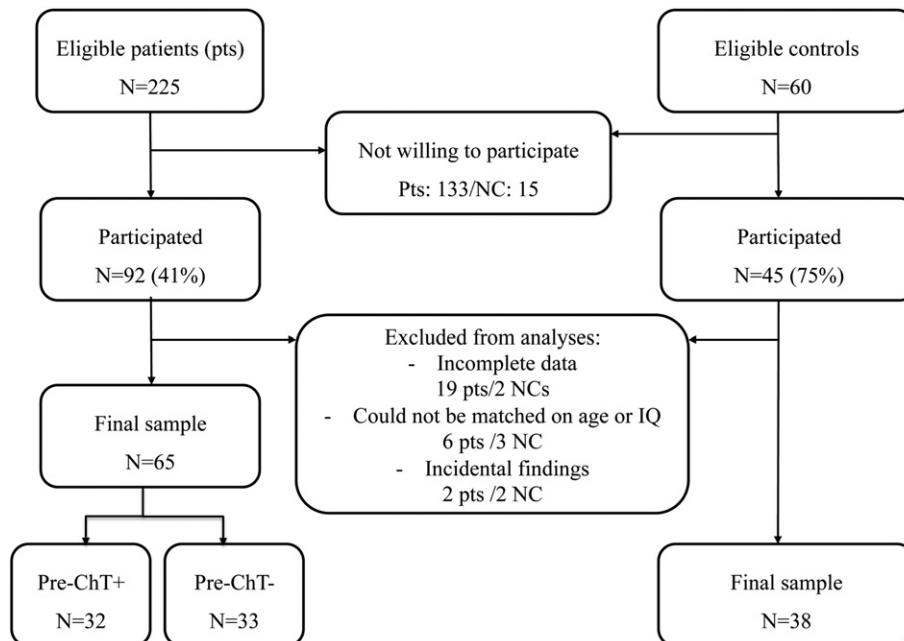 Eligible patients (pts)
N=225
Eligible controls
N=60
Not willing to participate
Pts: 133/NC: 15
Participated
N=92 (41%)
Participated
N=45 (75%)
Excluded from analyses:
- Incomplete data
19 pts/2 NCs
- Could not be matched on age or IQ
6 pts /3 NC
- Incidental findings
2 pts /2 NC
Final sample
N=65
Pre-ChT+
N=32
Pre-ChT-
N=33
Final sample
N=38